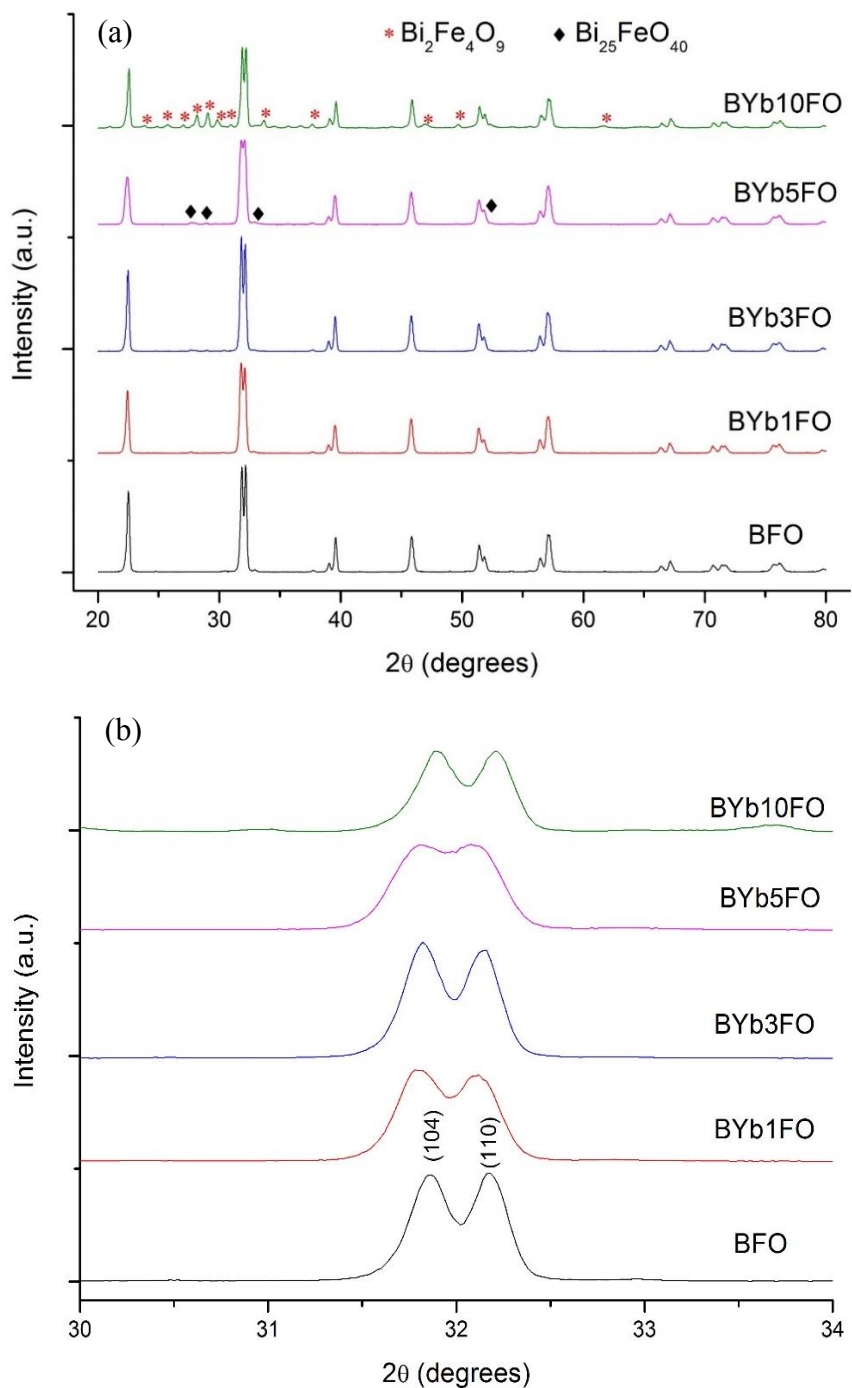 (a)
* Bi₂Fe₄O₉ ♦ Bi₂₅FeO₄₀
BYb10FO
BYb5FO
BYb3FO
BYb1FO
BFO
Intensity (a.u.)
20 30 40 50 60 70 80
2θ (degrees)
(b)
BYb10FO
BYb5FO
BYb3FO
BYb1FO
(104) (110)
BFO
Intensity (a.u.)
30 31 32 33 34
2θ (degrees)